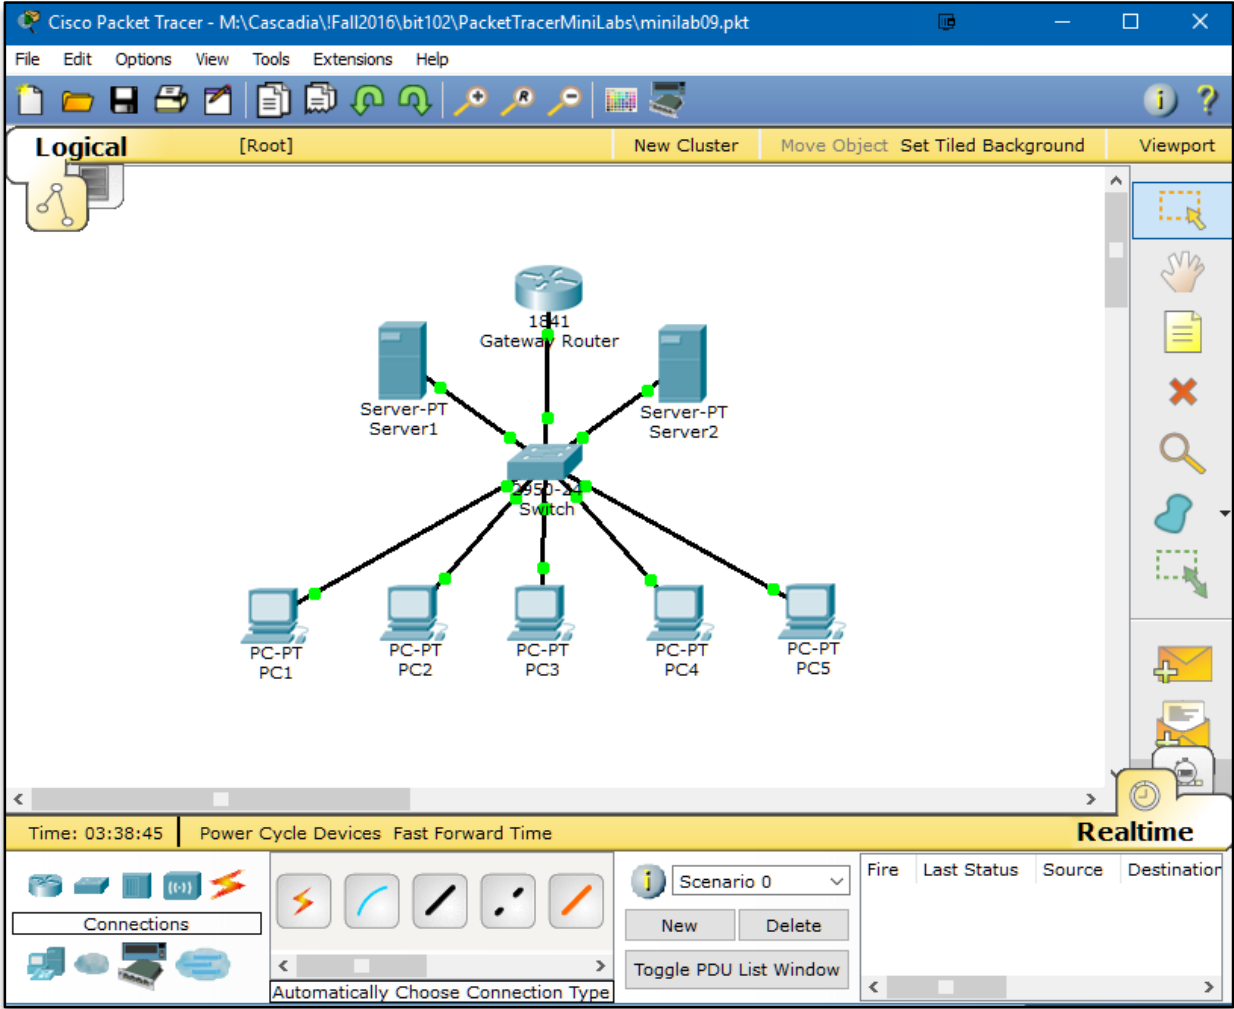 Cisco Packet Tracer - M:\Cascadia\!Fall2016\bit102\PacketTracerMiniLabs\minilab09.pkt
File Edit Options View Tools Extensions Help
Logical [Root] New Cluster Move Object Set Tiled Background Viewport
1841
Gateway Router
Server-PT
Server1
Server-PT
Server2
2950-24
Switch
PC-PT
PC1
PC-PT
PC2
PC-PT
PC3
PC-PT
PC4
PC-PT
PC5
Time: 03:38:45 Power Cycle Devices Fast Forward Time Realtime
Connections
Automatically Choose Connection Type
Scenario 0
New Delete
Toggle PDU List Window
Fire Last Status Source Destination